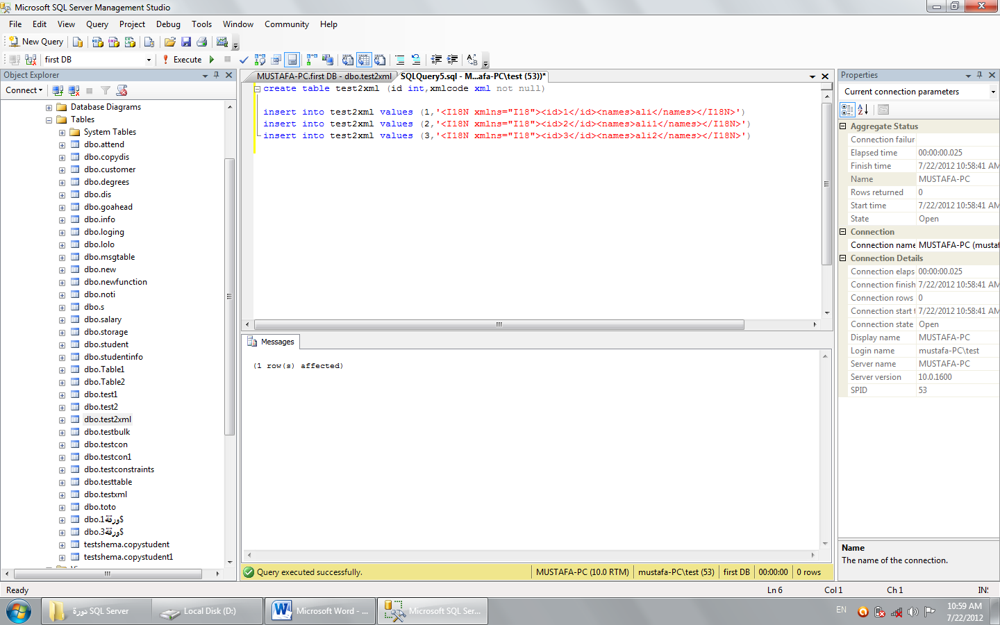 Microsoft SQL Server Management Studio
File Edit View Query Project Debug Tools Window Community Help
New Query
first DB
Execute
Object Explorer
Connect
Database Diagrams
Tables
System Tables
dbo.attend
dbo.copydis
dbo.customer
dbo.degrees
dbo.dis
dbo.goahead
dbo.info
dbo.loging
dbo.lolo
dbo.msgtable
dbo.new
dbo.newfunction
dbo.noti
dbo.s
dbo.salary
dbo.storage
dbo.student
dbo.studentinfo
dbo.Table1
dbo.Table2
dbo.test1
dbo.test2
dbo.test2xml
dbo.testbulk
dbo.testcon
dbo.testcon1
dbo.testconstraints
dbo.testtable
dbo.testxml
dbo.toto
dbo.ورقة1$
dbo.ورقة3$
testshema.copystudent
testshema.copystudent1
MUSTAFA-PC.first DB - dbo.test2xml
SQLQuery5.sql - M...afa-PC\test (53))*
create table test2xml (id int,xmlcode xml not null)
insert into test2xml values (1,'<I18N xmlns="I18"><id>1</id><names>ali</names></I18N>')
insert into test2xml values (2,'<I18N xmlns="I18"><id>2</id><names>ali1</names></I18N>')
insert into test2xml values (3,'<I18N xmlns="I18"><id>3</id><names>ali2</names></I18N>')
Messages
(1 row(s) affected)
Query executed successfully.
MUSTAFA-PC (10.0 RTM)
mustafa-PC\test (53)
first DB
00:00:00
0 rows
Properties
Current connection parameters
Aggregate Status
Connection failur
Elapsed time 00:00:00.025
Finish time 7/22/2012 10:58:41 AM
Name MUSTAFA-PC
Rows returned 0
Start time 7/22/2012 10:58:41 AM
State Open
Connection
Connection name MUSTAFA-PC (mustaf
Connection Details
Connection elaps 00:00:00.025
Connection finish 7/22/2012 10:58:41 AM
Connection rows 0
Connection start t 7/22/2012 10:58:41 AM
Connection state Open
Display name MUSTAFA-PC
Login name mustafa-PC\test
Server name MUSTAFA-PC
Server version 10.0.1600
SPID 53
Name
The name of the connection.
Ready
Ln 6
Col 1
Ch 1
INS
دورة SQL Server
Local Disk (D:)
Microsoft Word - ...
Microsoft SQL Ser...
EN
10:59 AM
7/22/2012